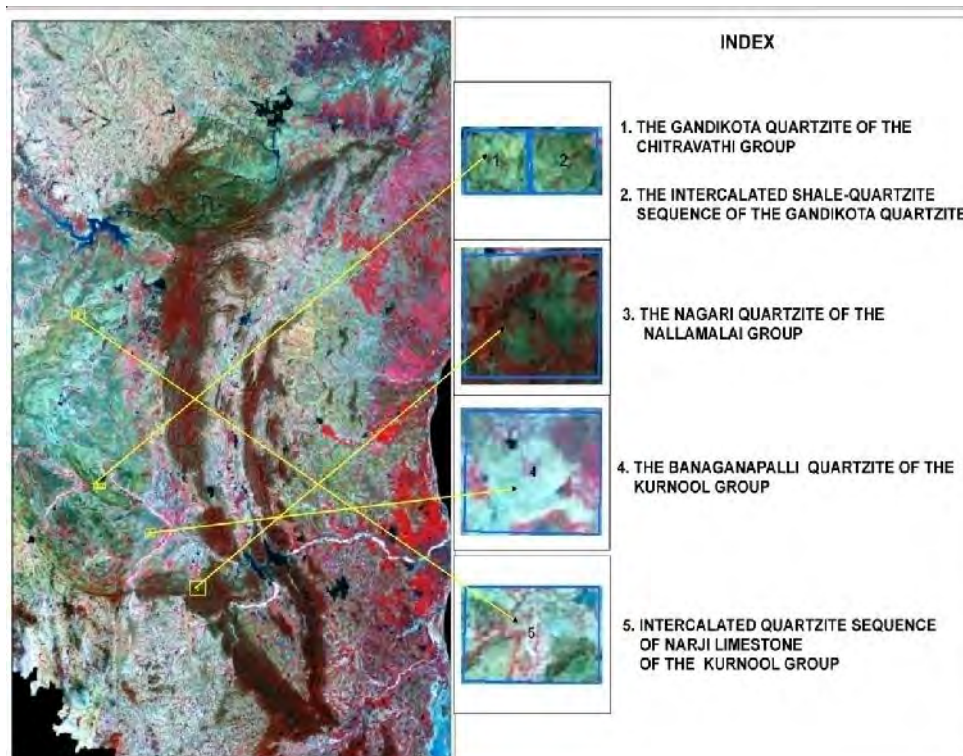 INDEX
1
2
1. THE GANDIKOTA QUARTZITE OF THE
CHITRAVATHI GROUP
2. THE INTERCALATED SHALE-QUARTZITE
SEQUENCE OF THE GANDIKOTA QUARTZITE
3
3. THE NAGARI QUARTZITE OF THE
NALLAMALAI GROUP
4
4. THE BANAGANAPALLI QUARTZITE OF THE
KURNOOL GROUP
5
5. INTERCALATED QUARTZITE SEQUENCE
OF NARJI LIMESTONE
OF THE KURNOOL GROUP